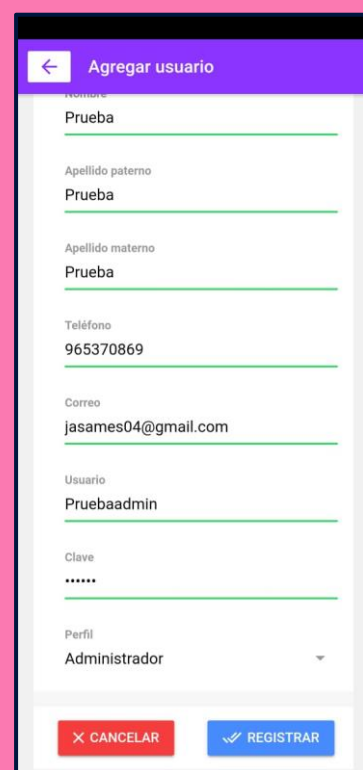 Agregar usuario
Nombre
Prueba
Apellido paterno
Prueba
Apellido materno
Prueba
Teléfono
965370869
Correo
jasames04@gmail.com
Usuario
Pruebaadmin
Clave
••••••
Perfil
Administrador
CANCELAR
REGISTRAR